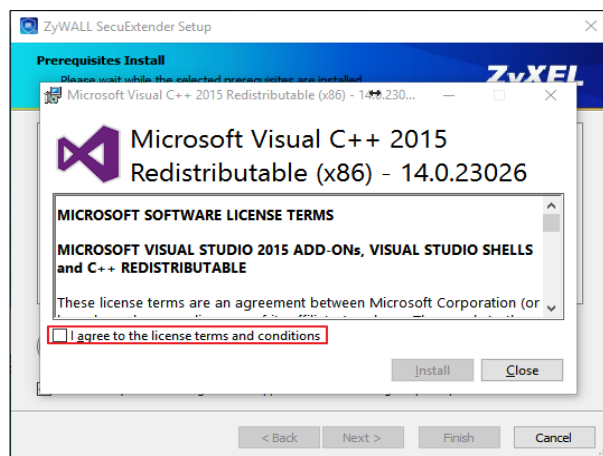 ZyWALL SecuExtender Setup
Prerequisites Install
Please wait while the selected prerequisites are installed
ZyXEL
Microsoft Visual C++ 2015 Redistributable (x86) - 14.0.230...
Microsoft Visual C++ 2015
Redistributable (x86) - 14.0.23026
MICROSOFT SOFTWARE LICENSE TERMS
MICROSOFT VISUAL STUDIO 2015 ADD-ONs, VISUAL STUDIO SHELLS
and C++ REDISTRIBUTABLE
These license terms are an agreement between Microsoft Corporation (or
I agree to the license terms and conditions
Install
Close
< Back
Next >
Finish
Cancel